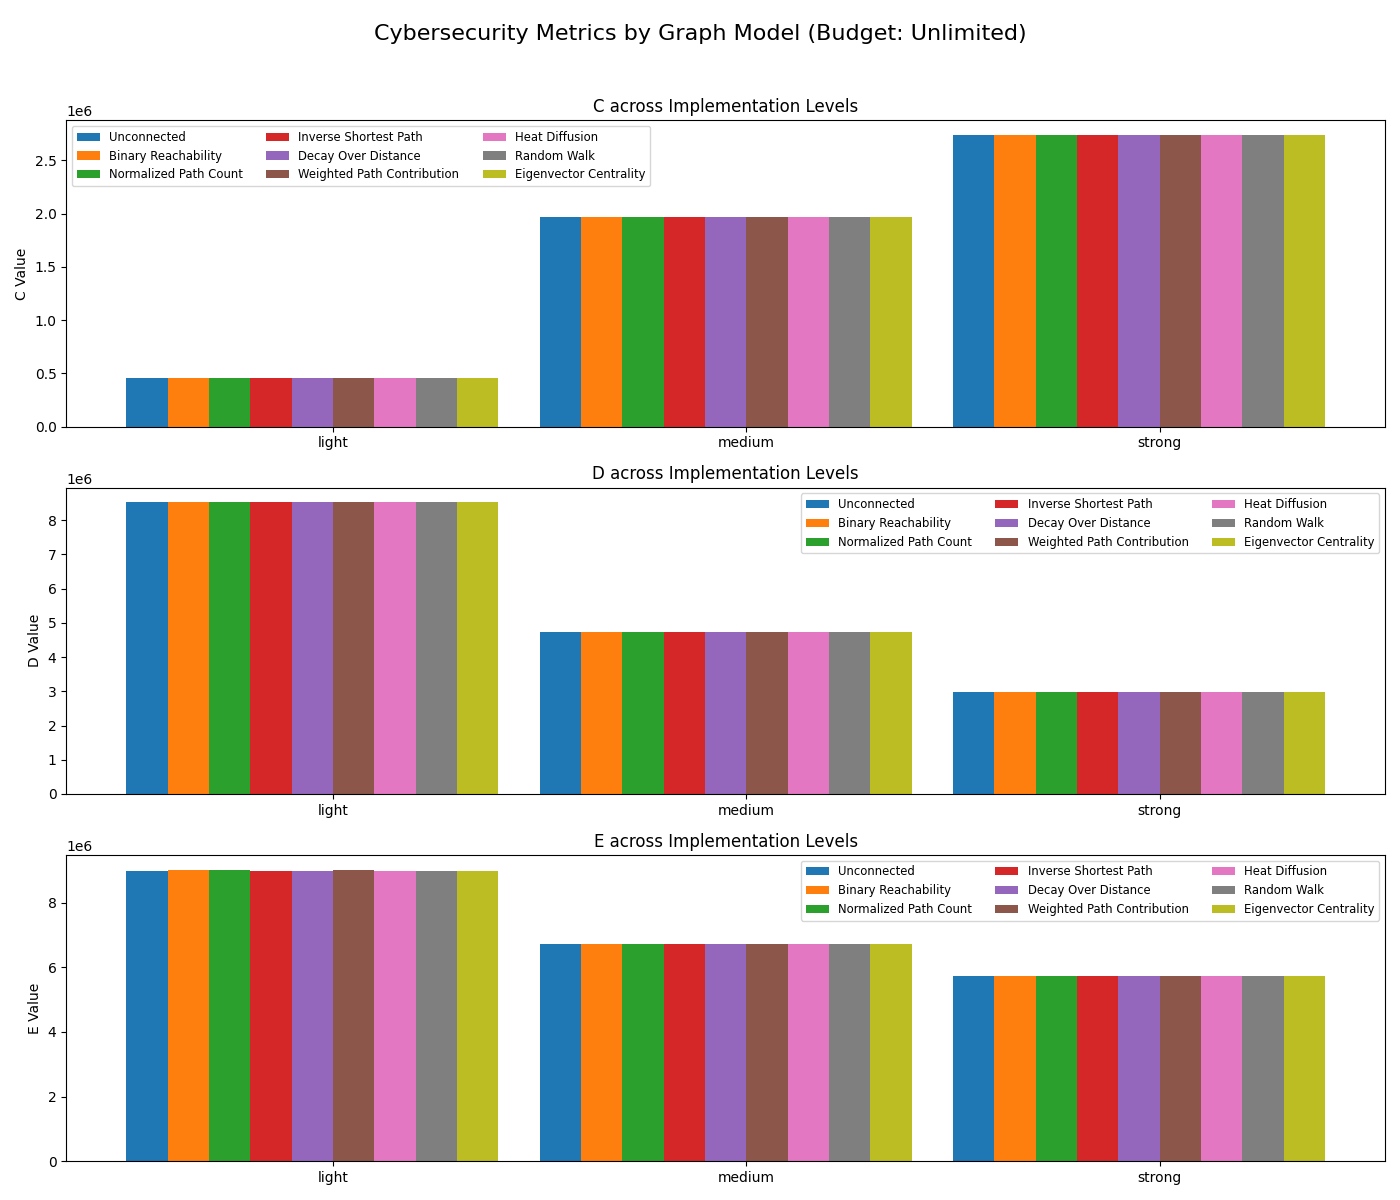 Cybersecurity Metrics by Graph Model (Budget: Unlimited)
C across Implementation Levels
1e6
Unconnected
Binary Reachability
Normalized Path Count
Inverse Shortest Path
Decay Over Distance
Weighted Path Contribution
Heat Diffusion
Random Walk
Eigenvector Centrality
C Value
2.5
2.0
1.5
1.0
0.5
0.0
light
medium
strong
D across Implementation Levels
1e6
Unconnected
Binary Reachability
Normalized Path Count
Inverse Shortest Path
Decay Over Distance
Weighted Path Contribution
Heat Diffusion
Random Walk
Eigenvector Centrality
D Value
8
7
6
5
4
3
2
1
0
light
medium
strong
E across Implementation Levels
1e6
Unconnected
Binary Reachability
Normalized Path Count
Inverse Shortest Path
Decay Over Distance
Weighted Path Contribution
Heat Diffusion
Random Walk
Eigenvector Centrality
E Value
8
6
4
2
0
light
medium
strong